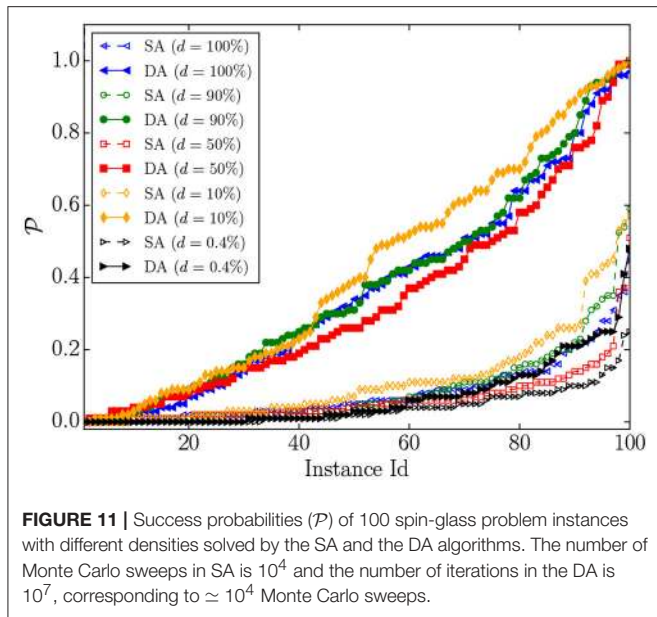 1.0
0.8
0.6
0.4
0.2
0.0
𝒫
SA (d = 100%)
DA (d = 100%)
SA (d = 90%)
DA (d = 90%)
SA (d = 50%)
DA (d = 50%)
SA (d = 10%)
DA (d = 10%)
SA (d = 0.4%)
DA (d = 0.4%)
20 40 60 80 100
Instance Id
FIGURE 11 | Success probabilities (𝒫) of 100 spin-glass problem instances
with different densities solved by the SA and the DA algorithms. The number of
Monte Carlo sweeps in SA is 10⁴ and the number of iterations in the DA is
10⁷, corresponding to ≃ 10⁴ Monte Carlo sweeps.